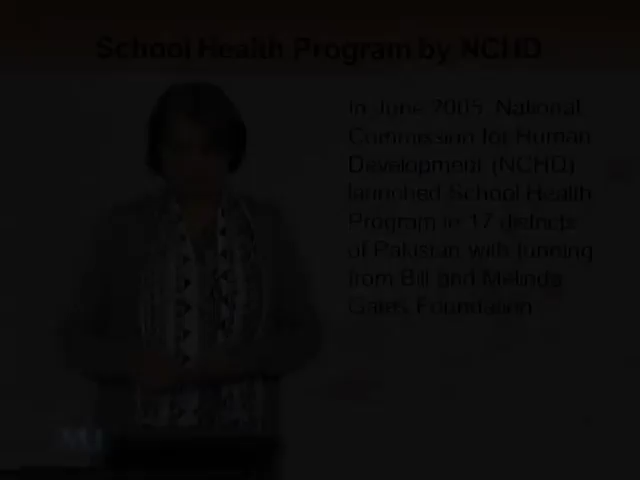 School Health Program by NCHD
In June 2005, National
Commission for Human
Development (NCHD)
launched School Health
Program in 17 districts
of Pakistan with funning
from Bill and Melinda
Gates Foundation